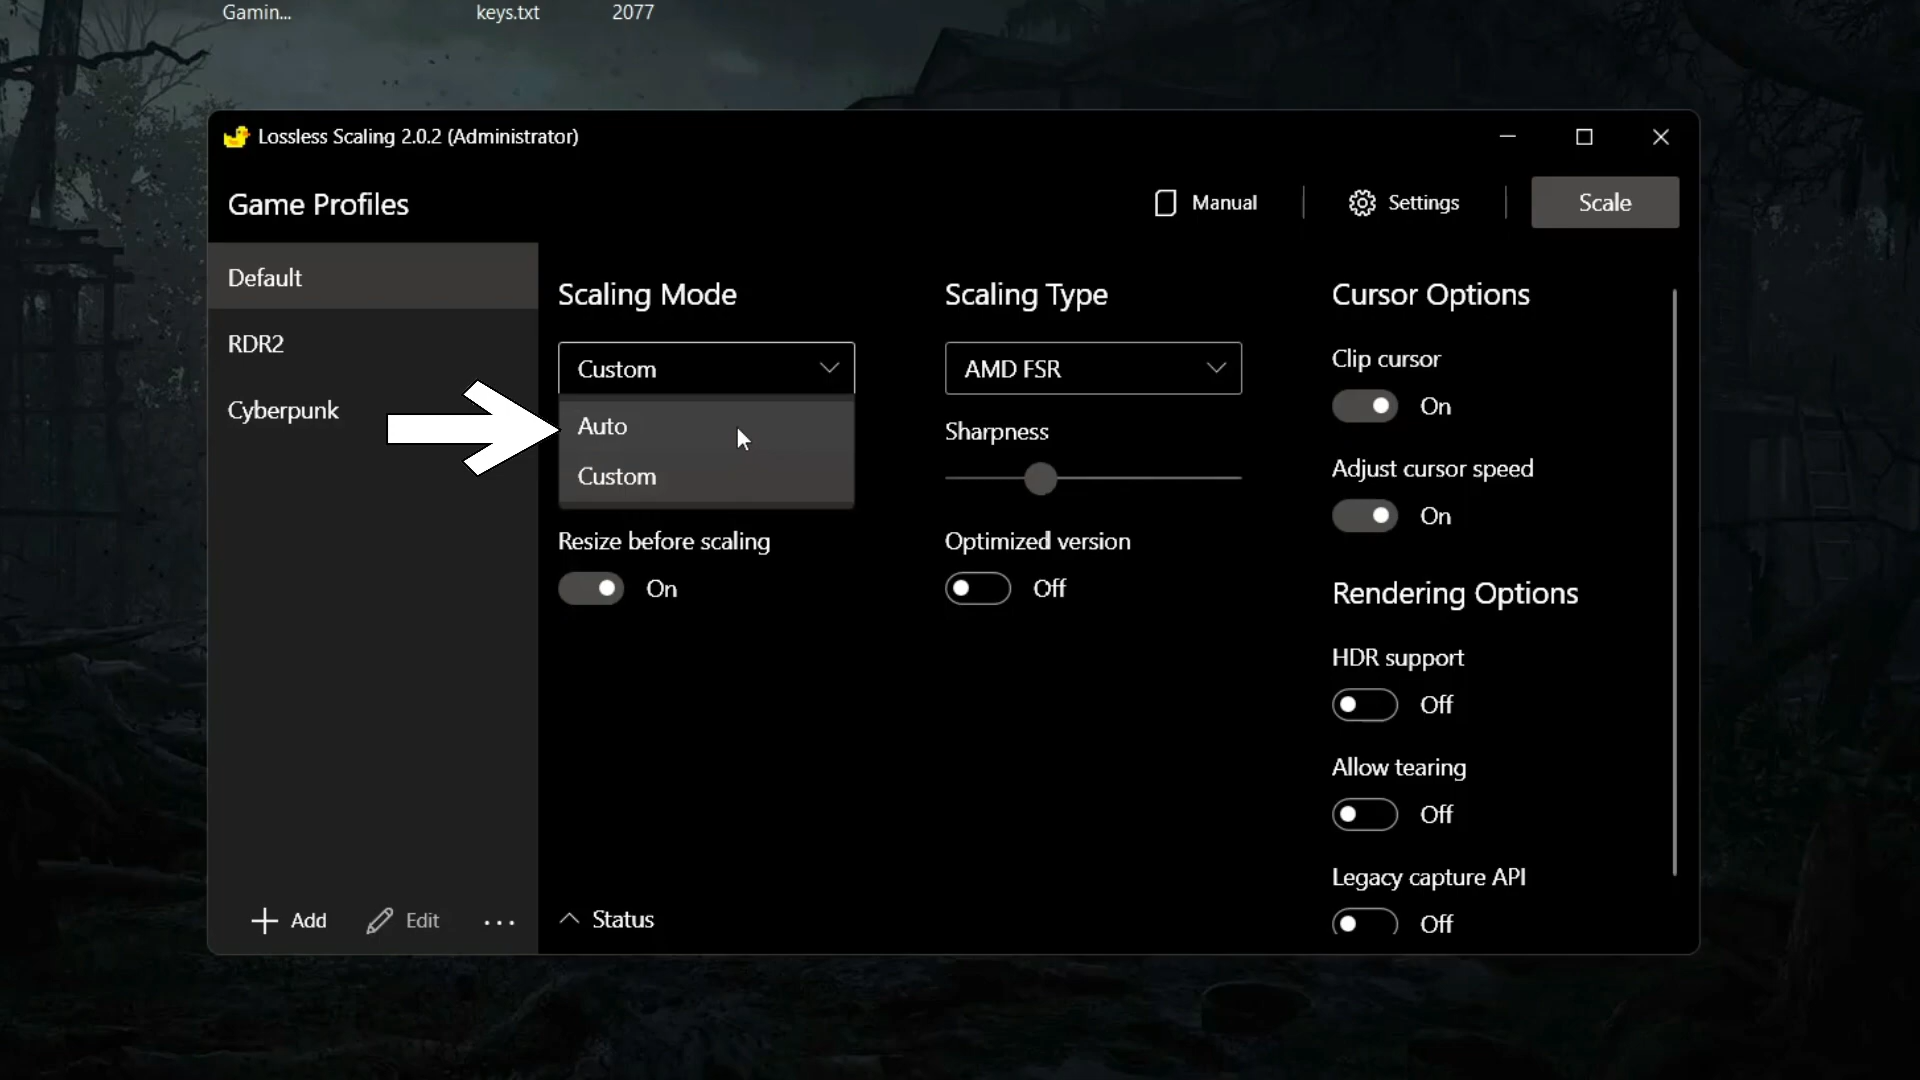 Gamin... keys.txt 2077
Lossless Scaling 2.0.2 (Administrator)
Game Profiles
Manual
Settings
Scale
Default
RDR2
Cyberpunk
Add
Edit
...
Scaling Mode
Custom
Auto
Custom
Resize before scaling
On
Status
Scaling Type
AMD FSR
Sharpness
Optimized version
Off
Cursor Options
Clip cursor
On
Adjust cursor speed
On
Rendering Options
HDR support
Off
Allow tearing
Off
Legacy capture API
Off